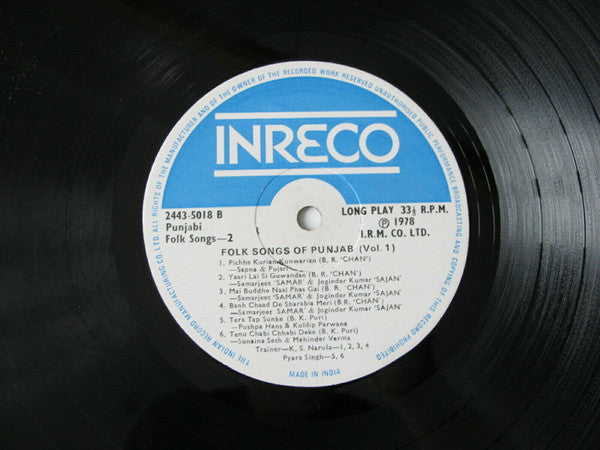 ALL RIGHTS OF THE MANUFACTURER AND OF THE OWNER OF THE RECORDED WORK RESERVED UNAUTHORISED PUBLIC PERFORMANCE BROADCASTING AND COPYING OF THIS RECORD PROHIBITED
INRECO
2443-5018 B
Punjabi
Folk Songs—2
LONG PLAY 33⅓ R.P.M.
Ⓟ 1978
I.R.M. CO. LTD.
FOLK SONGS OF PUNJAB (Vol. 1)
1. Pichhe Kurian Kunwarian (B. R. 'CHAN')
—Sapna & Pujari
2. Yaari Lai Si Guwandan (B. R. 'CHAN')
—Samarjeet 'SAMAR' & Joginder Kumar 'SAJAN'
3. Mai Buddhe Naal Phas Gai (B. R. 'CHAN')
—Samarjeet 'SAMAR' & Joginder Kumar 'SAJAN'
4. Banh Chaad De Sharabia Meri (B. R. 'CHAN')
—Samarjeet 'SAMAR' & Joginder Kumar 'SAJAN'
5. Tera Tap Sunke (B. K. Puri)
—Pushpa Hans & Kuldip Parwana
6. Tenu Chabi Chhabi Deke (B. K. Puri)
—Sunaina Seth & Mahinder Verma
Trainer—K. S. Narula—1, 2, 3, 4
Pyara Singh—5, 6
MADE IN INDIA
THE INDIAN RECORD MANUFACTURING CO. LTD.